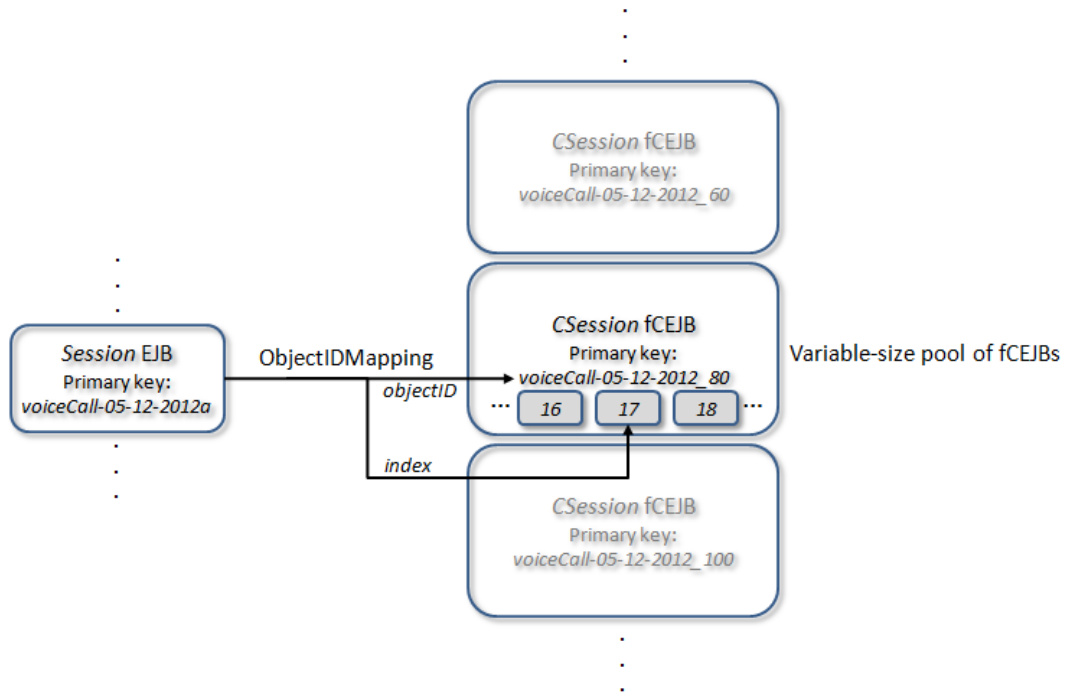 CSession fCEJB
Primary key:
voiceCall-05-12-2012_60
Session EJB
Primary key:
voiceCall-05-12-2012a
ObjectIDMapping
objectID
index
CSession fCEJB
Primary key:
voiceCall-05-12-2012_80
... 16 17 18 ...
Variable-size pool of fCEJBs
CSession fCEJB
Primary key:
voiceCall-05-12-2012_100